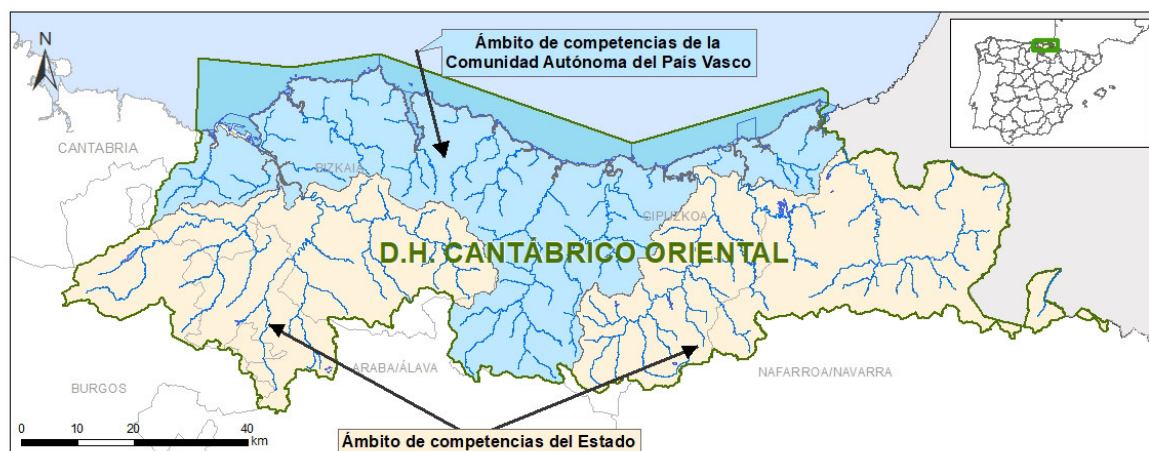 Ámbito de competencias de la
Comunidad Autónoma del País Vasco
N
CANTABRIA
BIZKAIA
GIPUZKOA
D.H. CANTÁBRICO ORIENTAL
ARABA/ÁLAVA
NAFARROA/NAVARRA
BURGOS
0 10 20 40
km
Ámbito de competencias del Estado